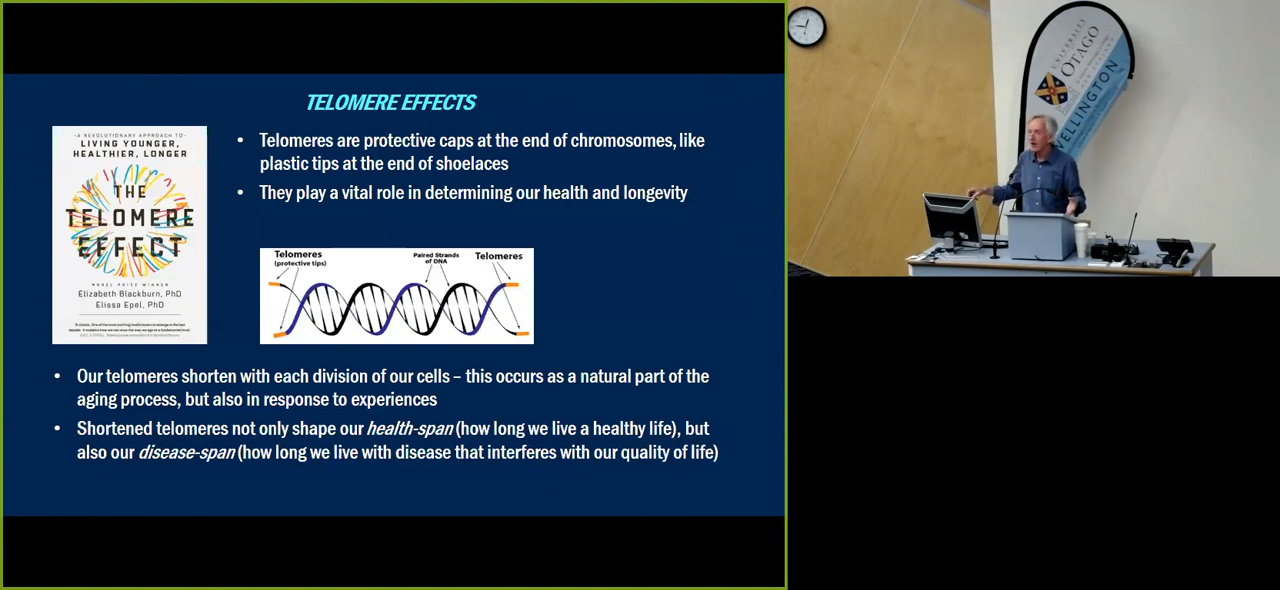 TELOMERE EFFECTS
-A REVOLUTIONARY APPROACH TO-
LIVING YOUNGER,
HEALTHIER, LONGER
THE
TELOMERE
EFFECT
NOBEL PRIZE WINNER
Elizabeth Blackburn, PhD
Elissa Epel, PhD
• Telomeres are protective caps at the end of chromosomes, like
plastic tips at the end of shoelaces
• They play a vital role in determining our health and longevity
Telomeres
(protective tips)
Paired Strands
of DNA
Telomeres
• Our telomeres shorten with each division of our cells – this occurs as a natural part of the
aging process, but also in response to experiences
• Shortened telomeres not only shape our health-span (how long we live a healthy life), but
also our disease-span (how long we live with disease that interferes with our quality of life)
UNIVERSITY
OTAGO
WELLINGTON